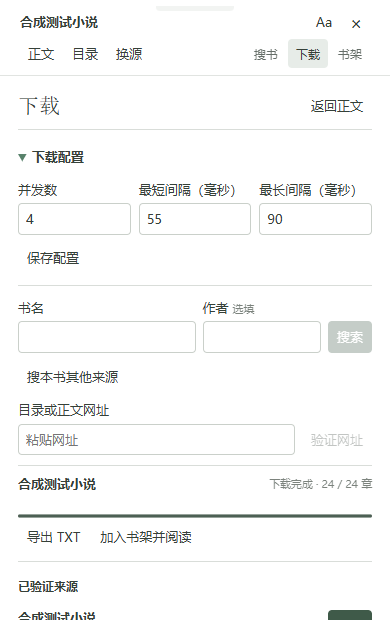 合成测试小说 Aa ×
正文 目录 换源 搜书 下载 书架
下载 返回正文
▼ 下载配置
并发数 最短间隔（毫秒） 最长间隔（毫秒）
4 55 90
保存配置
书名 作者 选填
搜索
搜本书其他来源
目录或正文网址
粘贴网址 验证网址
合成测试小说 下载完成 · 24 / 24 章
导出 TXT 加入书架并阅读
已验证来源
合成测试小说